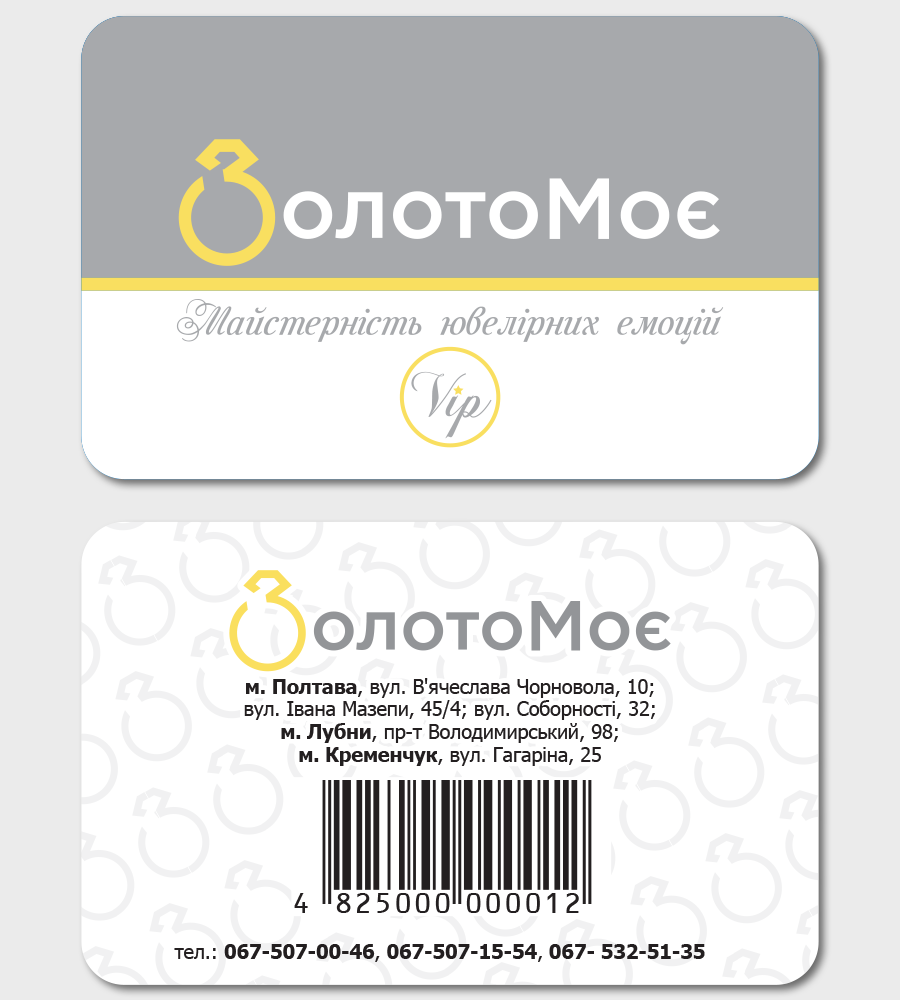 ЗолотоМоє
Майстерність ювелірних емоцій
Vip
ЗолотоМоє
м. Полтава, вул. В'ячеслава Чорновола, 10;
вул. Івана Мазепи, 45/4; вул. Соборності, 32;
м. Лубни, пр-т Володимирський, 98;
м. Кременчук, вул. Гагаріна, 25
4 825000 000012
тел.: 067-507-00-46, 067-507-15-54, 067- 532-51-35